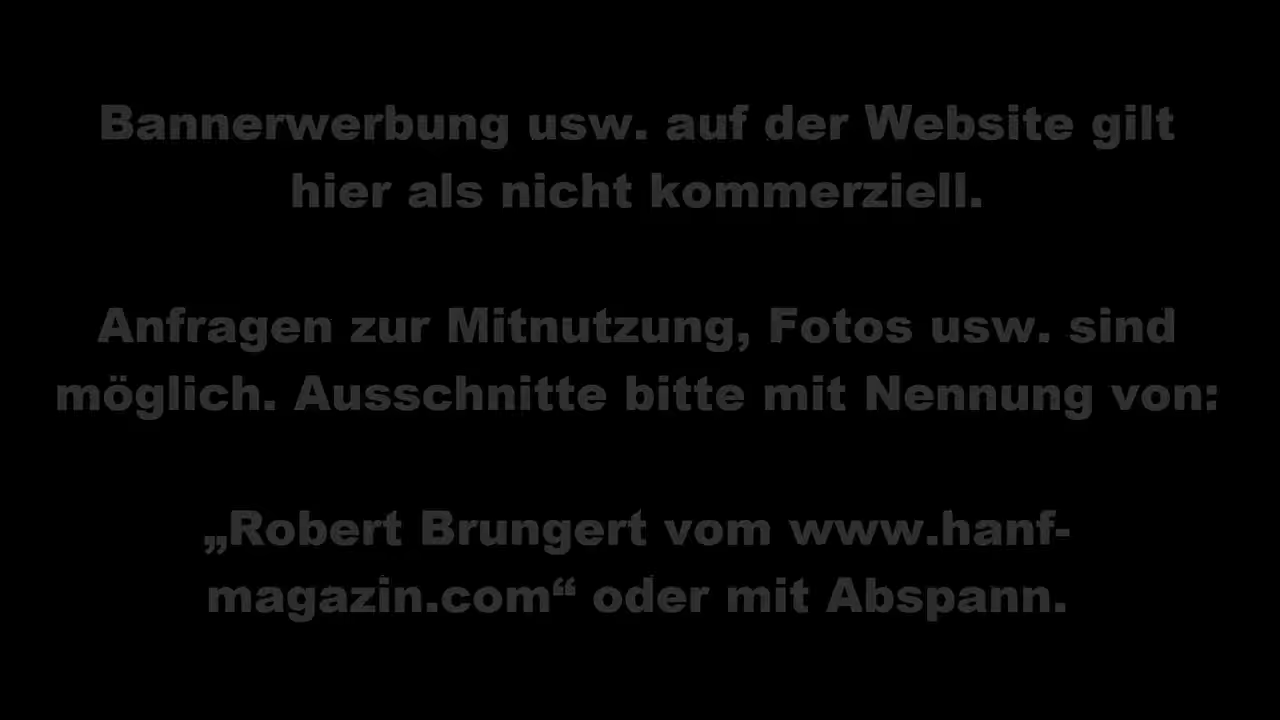 Bannerwerbung usw. auf der Website gilt
hier als nicht kommerziell.
Anfragen zur Mitnutzung, Fotos usw. sind
möglich. Ausschnitte bitte mit Nennung von:
„Robert Brungert vom www.hanf-
magazin.com“ oder mit Abspann.